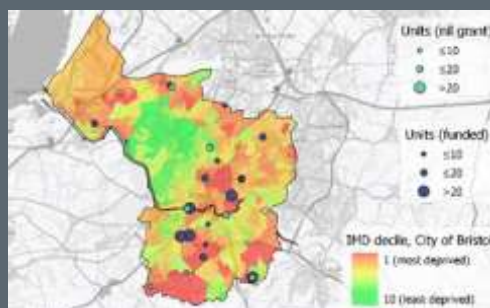 Units (nil grant)
≤10
≤20
>20
Units (funded)
≤10
≤20
>20
IMD decile, City of Bristol
1 (most deprived)
10 (least deprived)